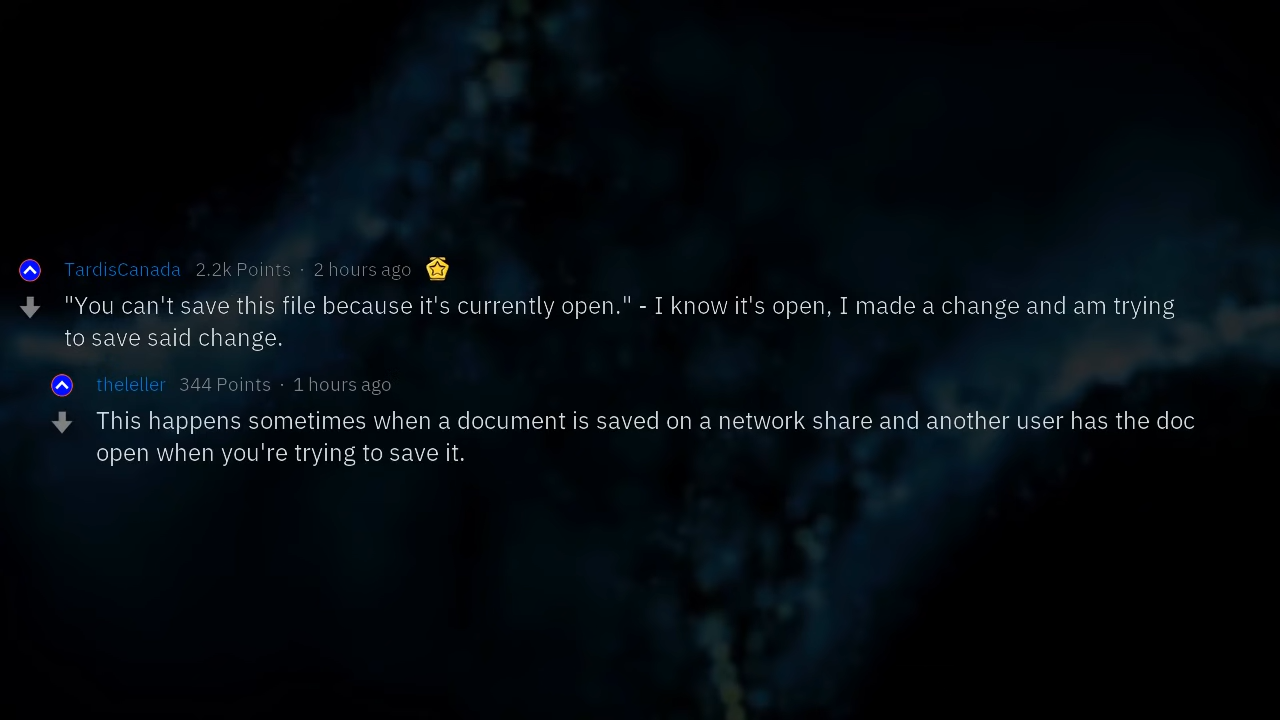 TardisCanada 2.2k Points · 2 hours ago
"You can't save this file because it's currently open." - I know it's open, I made a change and am trying
to save said change.
theleller 344 Points · 1 hours ago
This happens sometimes when a document is saved on a network share and another user has the doc
open when you're trying to save it.